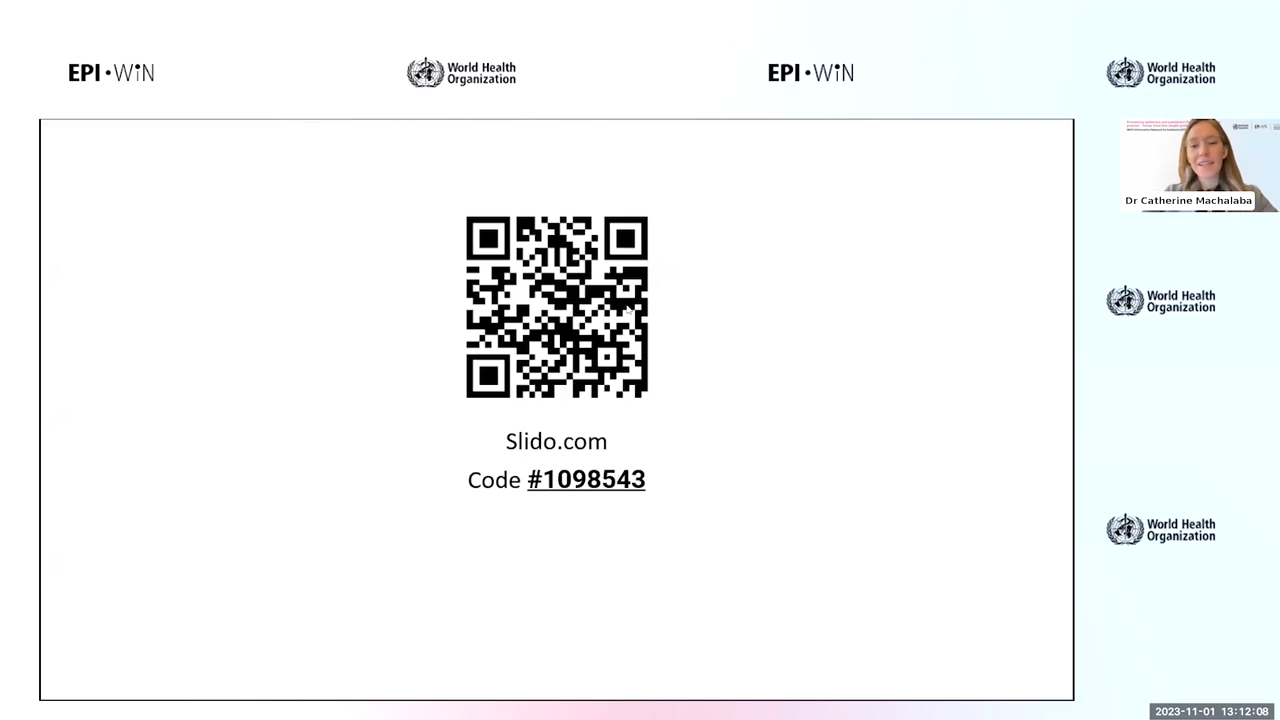 EPI•WiN
World Health
Organization
EPI•WiN
World Health
Organization
Dr Catherine Machalaba
World Health
Organization
Slido.com
Code #1098543
World Health
Organization
2023-11-01 13:12:08